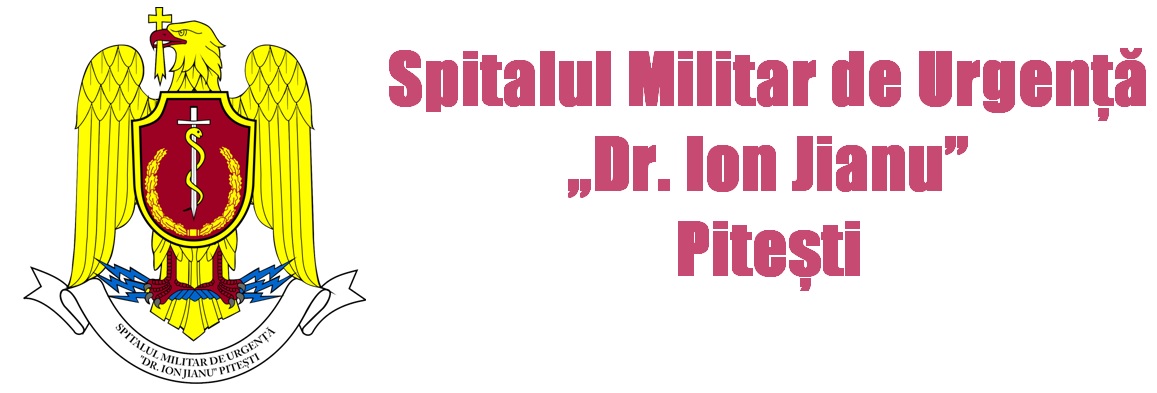 Spitalul Militar de Urgență
„Dr. Ion Jianu”
Pitești
SPITALUL MILITAR DE URGENȚĂ
"DR. ION JIANU" PITEȘTI